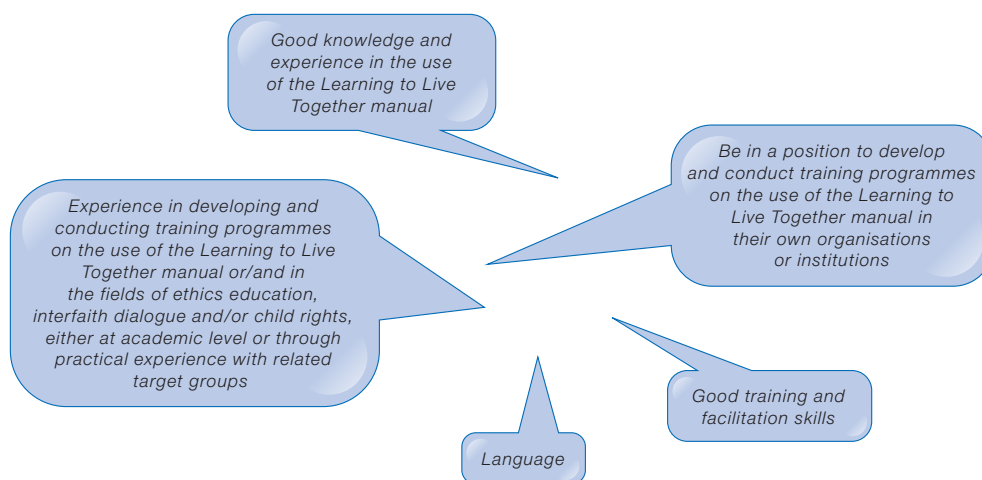 Good knowledge and
experience in the use
of the Learning to Live
Together manual
Be in a position to develop
and conduct training programmes
on the use of the Learning to
Live Together manual in
their own organisations
or institutions
Experience in developing and
conducting training programmes
on the use of the Learning to Live
Together manual or/and in
the fields of ethics education,
interfaith dialogue and/or child rights,
either at academic level or through
practical experience with related
target groups
Good training and
facilitation skills
Language